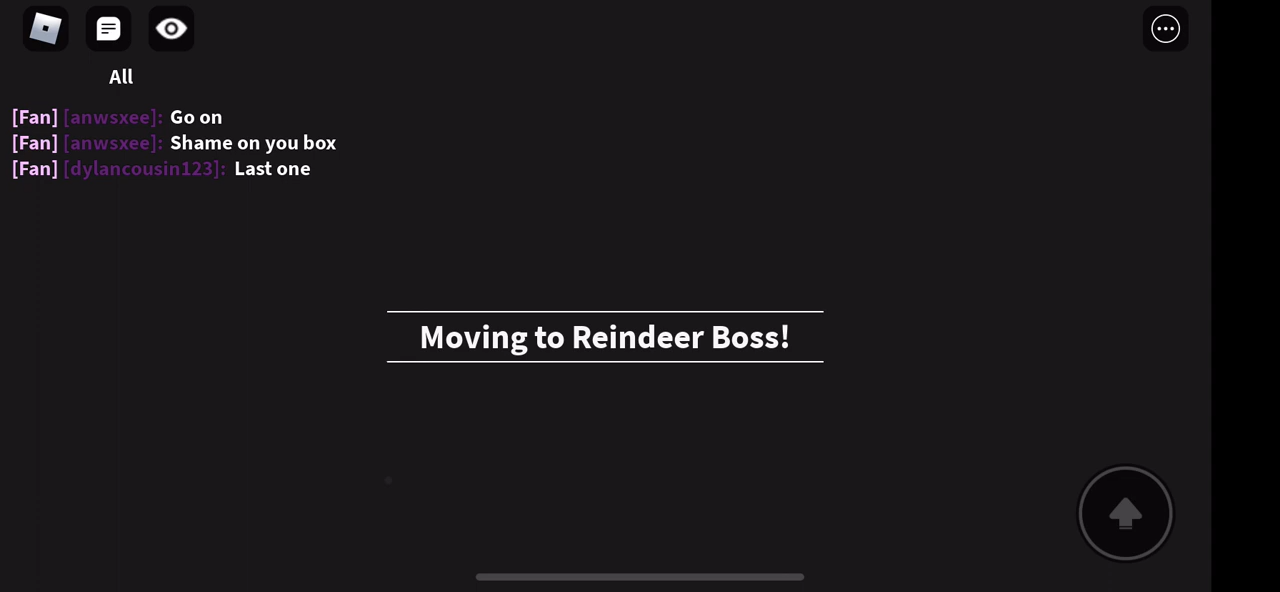 All
[Fan] [anwsxee]: Go on
[Fan] [anwsxee]: Shame on you box
[Fan] [dylancousin123]: Last one
Moving to Reindeer Boss!